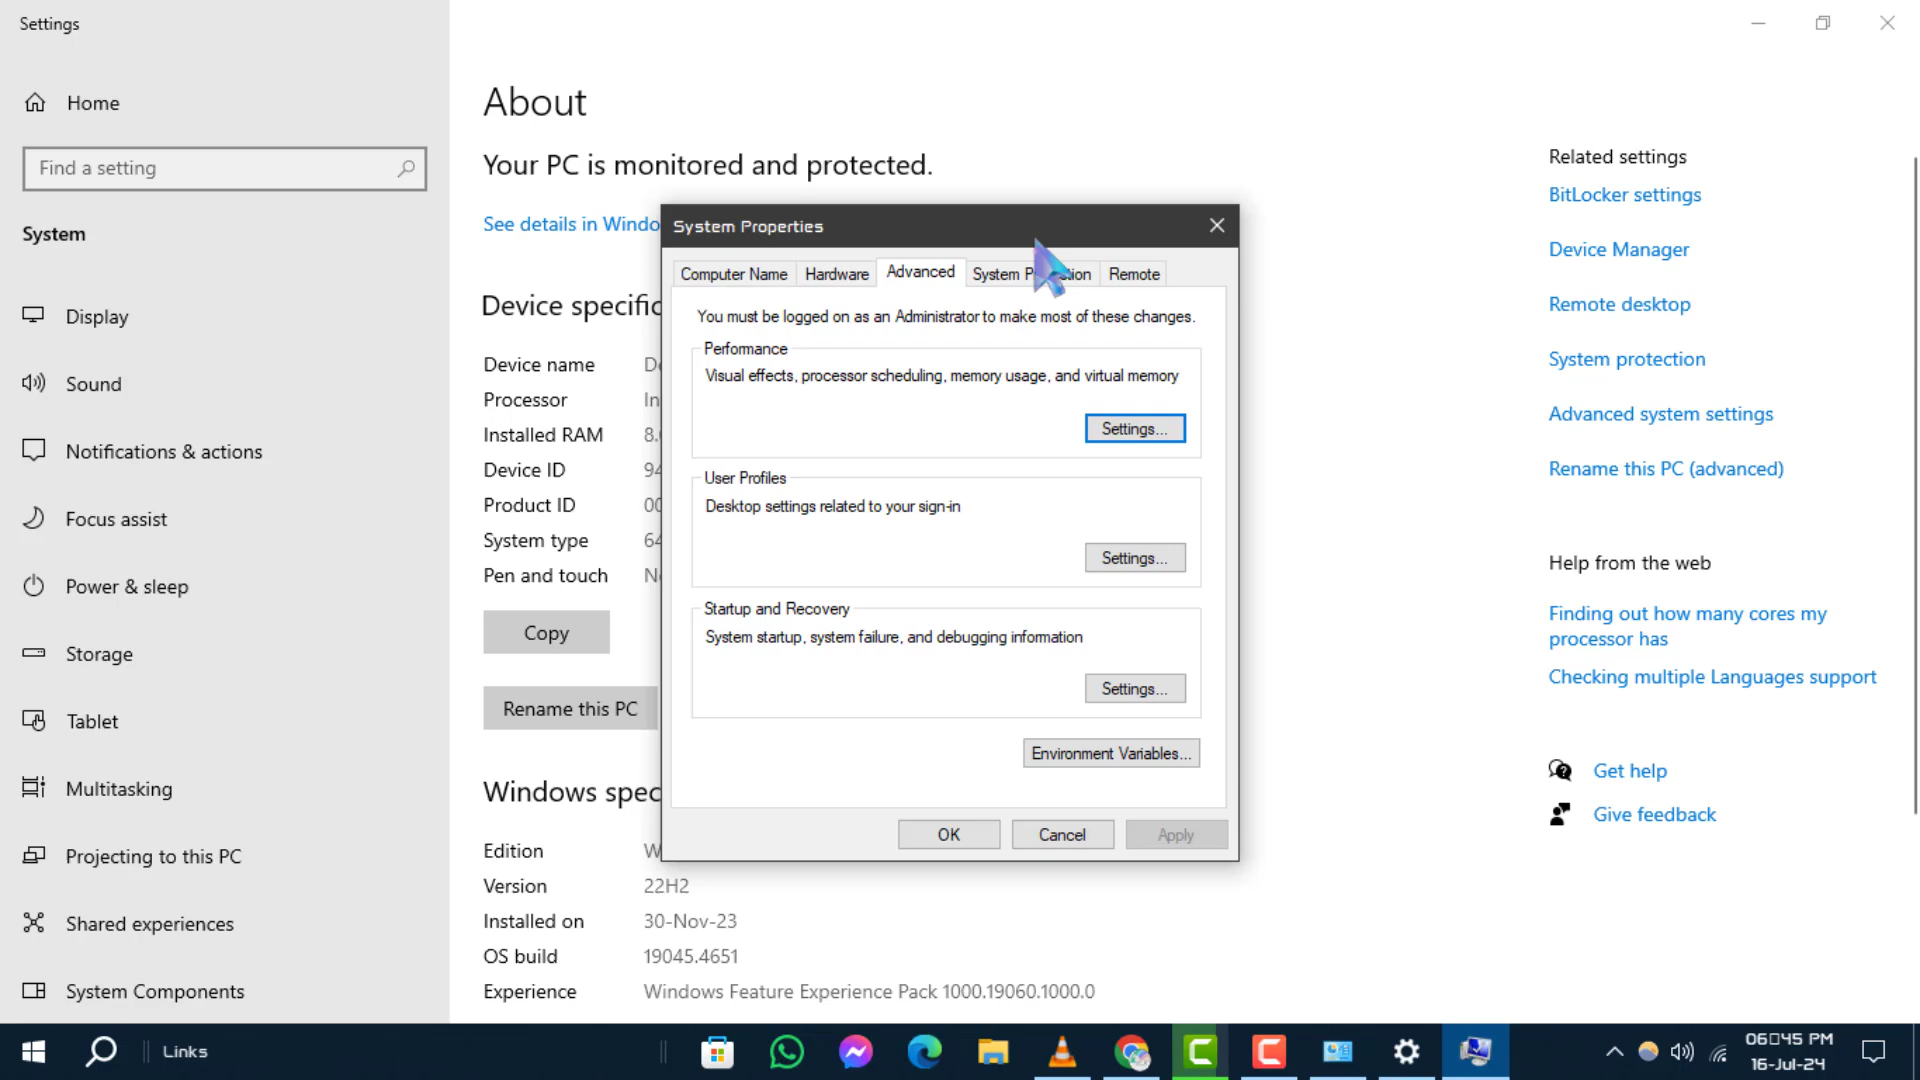 Settings
Home
Find a setting
System
Display
Sound
Notifications & actions
Focus assist
Power & sleep
Storage
Tablet
Multitasking
Projecting to this PC
Shared experiences
System Components
About
Your PC is monitored and protected.
See details in Windo
Device specific
Device name
Processor
Installed RAM 8.
Device ID 94
Product ID 00
System type 64
Pen and touch
Copy
Rename this PC
Windows spec
Edition
Version 22H2
Installed on 30-Nov-23
OS build 19045.4651
Experience Windows Feature Experience Pack 1000.19060.1000.0
System Properties
Computer Name Hardware Advanced System Remote
You must be logged on as an Administrator to make most of these changes.
Performance
Visual effects, processor scheduling, memory usage, and virtual memory
Settings...
User Profiles
Desktop settings related to your sign-in
Settings...
Startup and Recovery
System startup, system failure, and debugging information
Settings...
Environment Variables...
OK Cancel Apply
Related settings
BitLocker settings
Device Manager
Remote desktop
System protection
Advanced system settings
Rename this PC (advanced)
Help from the web
Finding out how many cores my
processor has
Checking multiple Languages support
Get help
Give feedback
Links
06▯45 PM
16-Jul-24